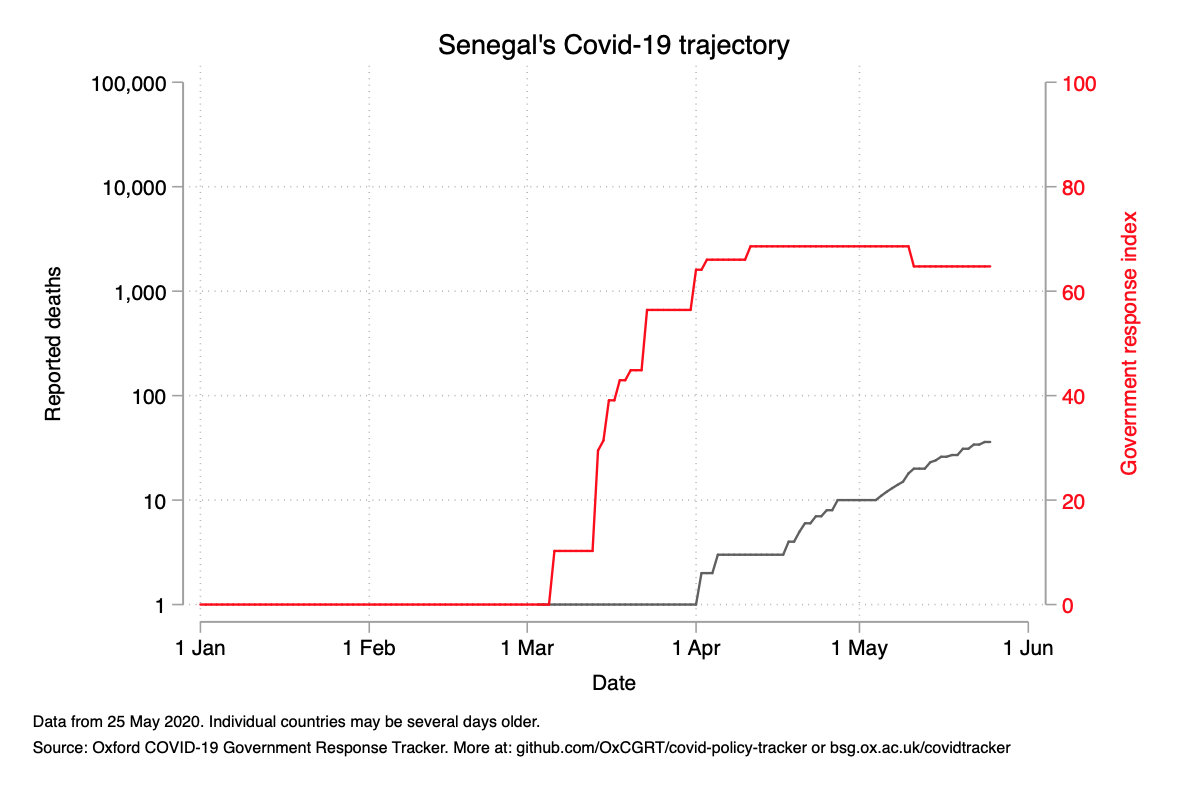 Senegal's Covid-19 trajectory
100,000
10,000
1,000
100
10
1
Reported deaths
100
80
60
40
20
0
Government response index
1 Jan 1 Feb 1 Mar 1 Apr 1 May 1 Jun
Date
Data from 25 May 2020. Individual countries may be several days older.
Source: Oxford COVID-19 Government Response Tracker. More at: github.com/OxCGRT/covid-policy-tracker or bsg.ox.ac.uk/covidtracker